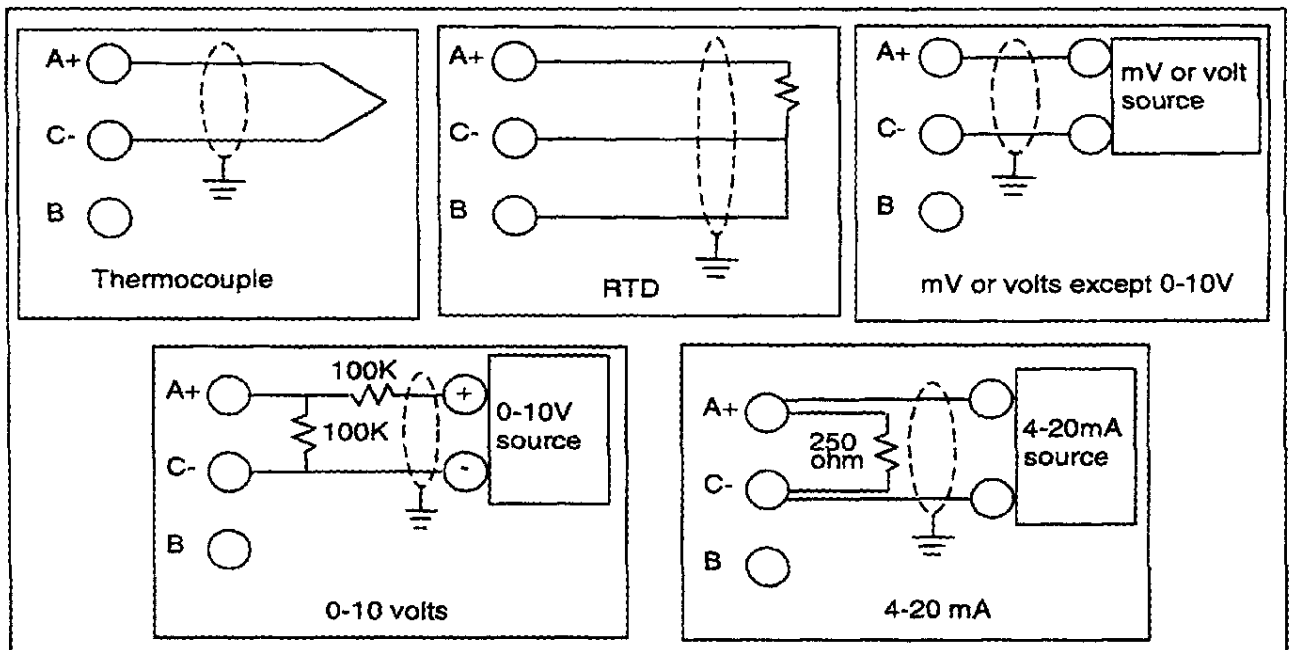 A+
C-
B
Thermocouple
A+
C-
B
RTD
A+
C-
B
mV or volt
source
mV or volts except 0-10V
A+
C-
B
100K
100K
+
-
0-10V
source
0-10 volts
A+
C-
B
250
ohm
4-20mA
source
4-20 mA